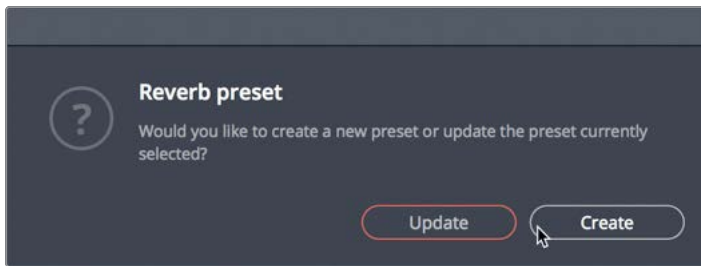 Reverb preset
Would you like to create a new preset or update the preset currently
selected?
Update
Create